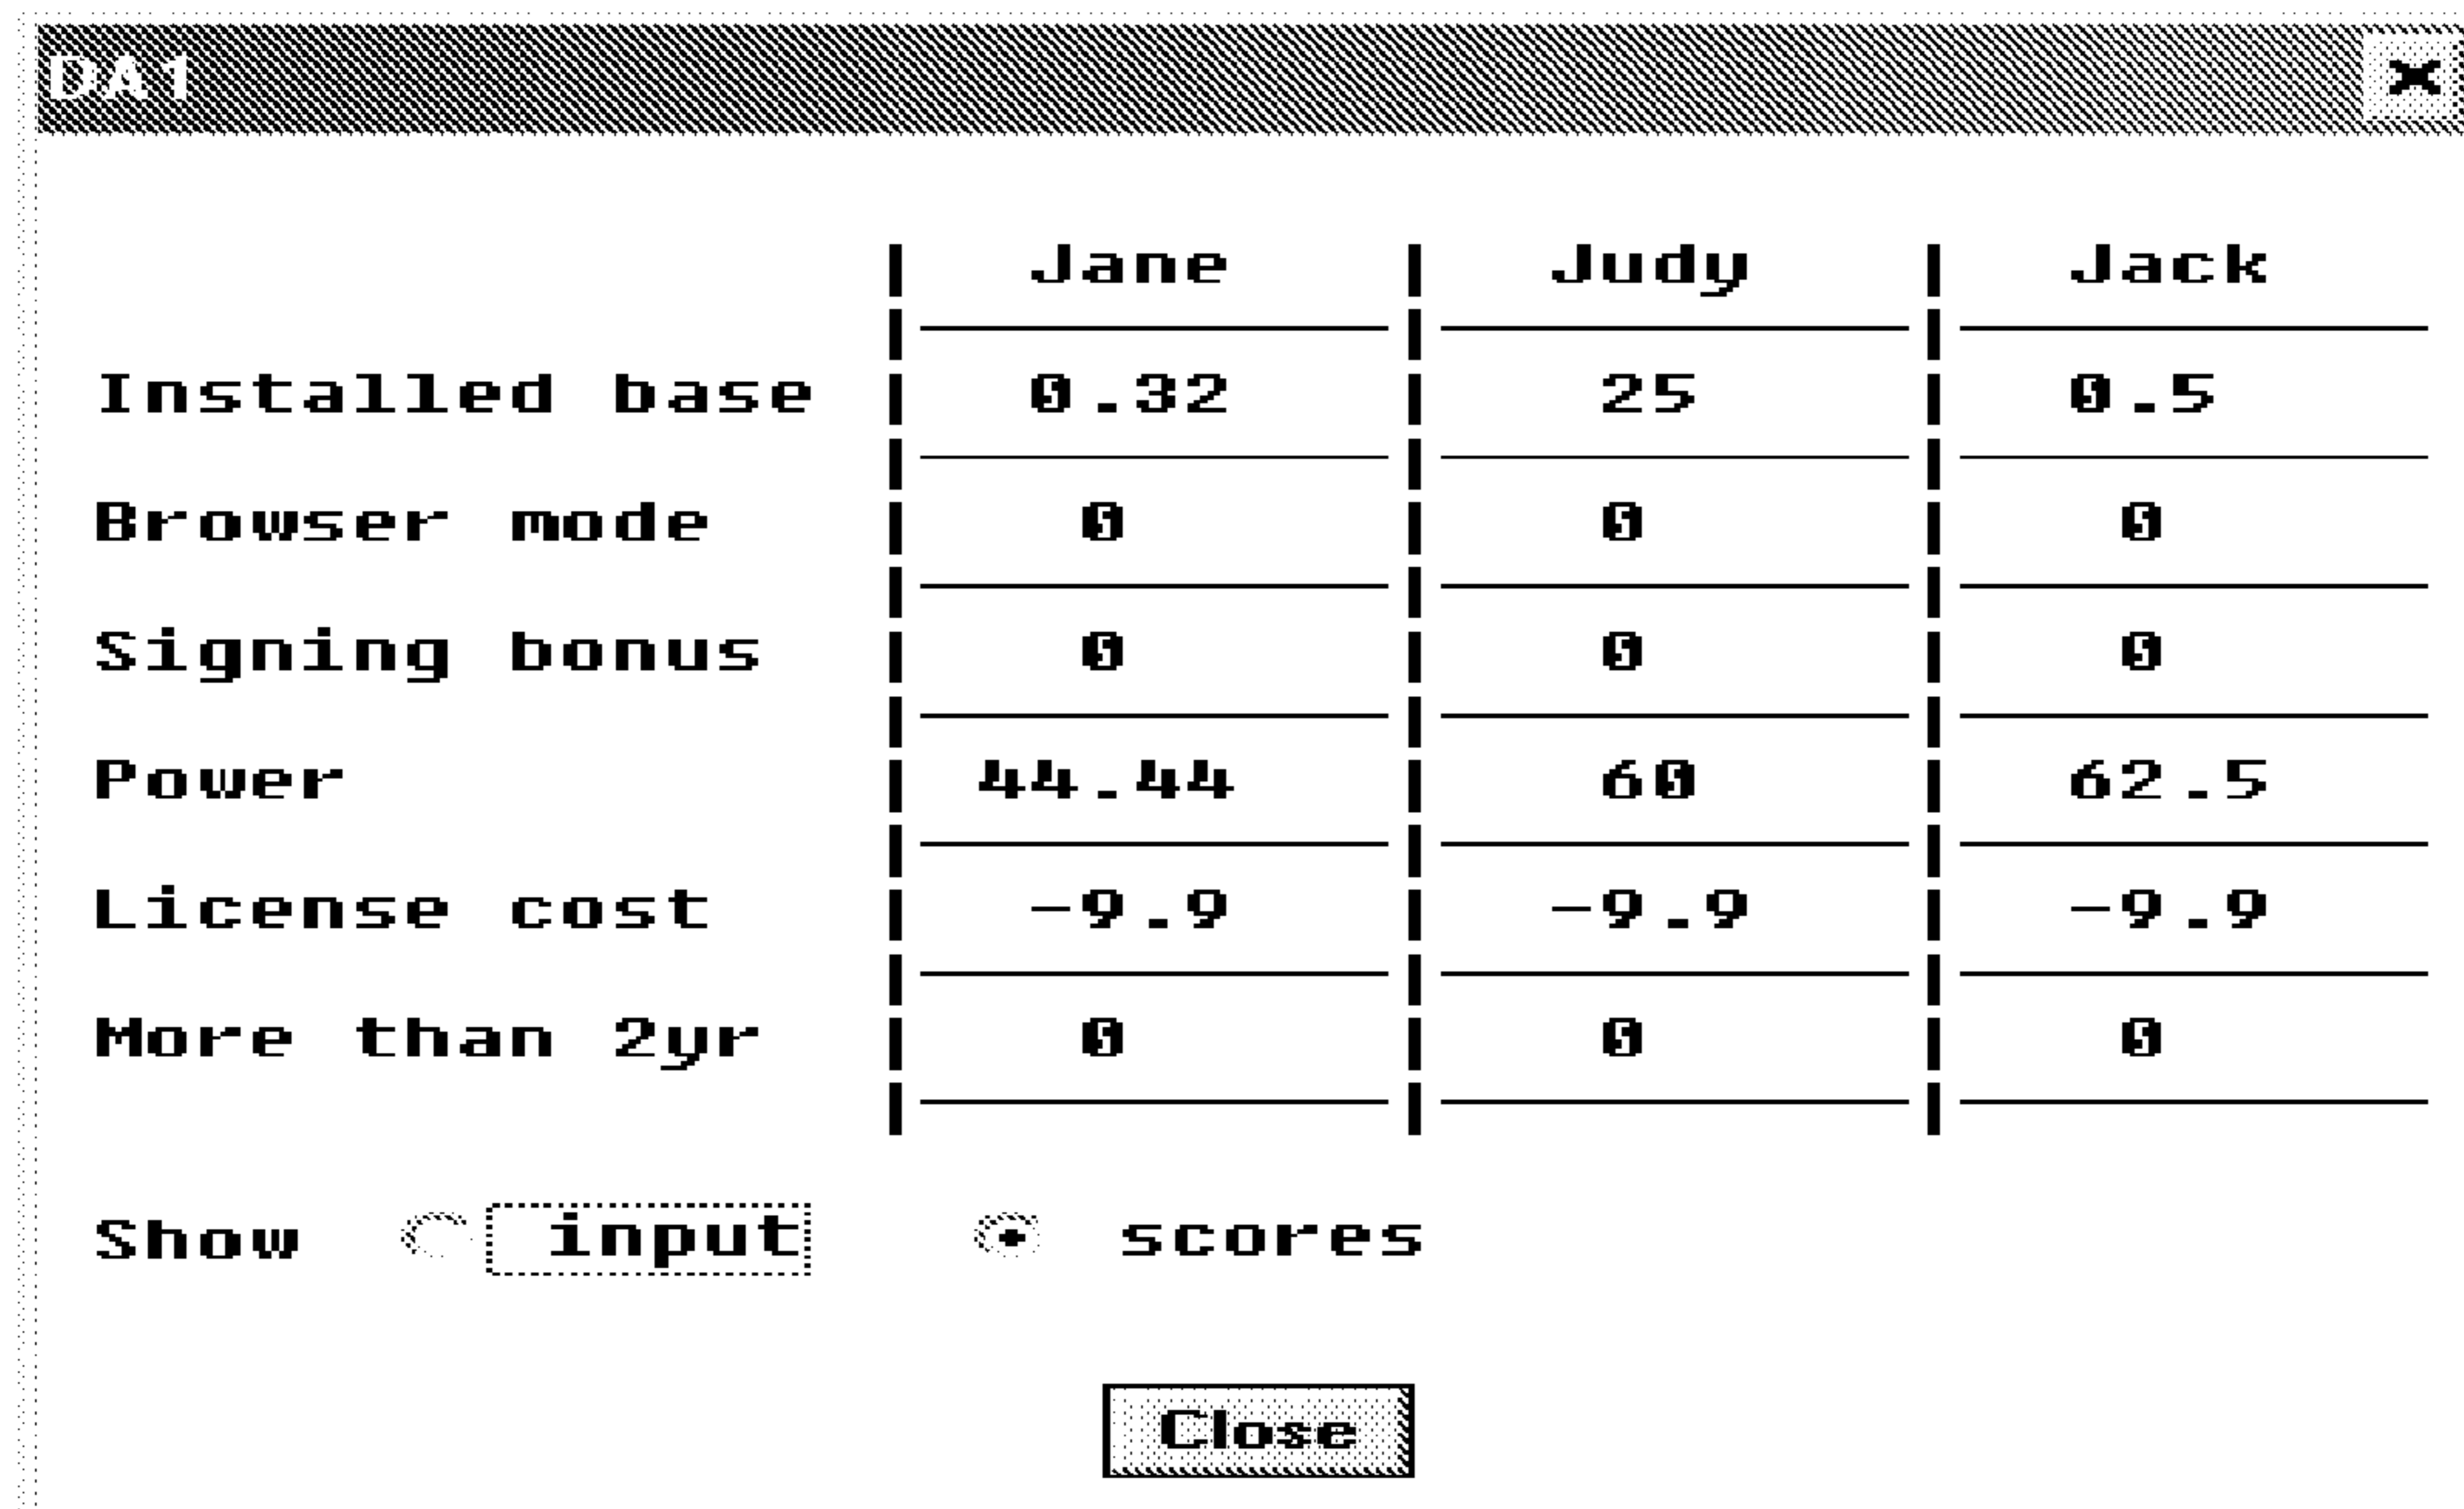 DA1
Jane Judy Jack
Installed base 0.32 25 0.5
Browser mode 0 0 0
Signing bonus 0 0 0
Power 44.44 60 62.5
License cost -9.9 -9.9 -9.9
More than 2yr 0 0 0
Show input scores
Close